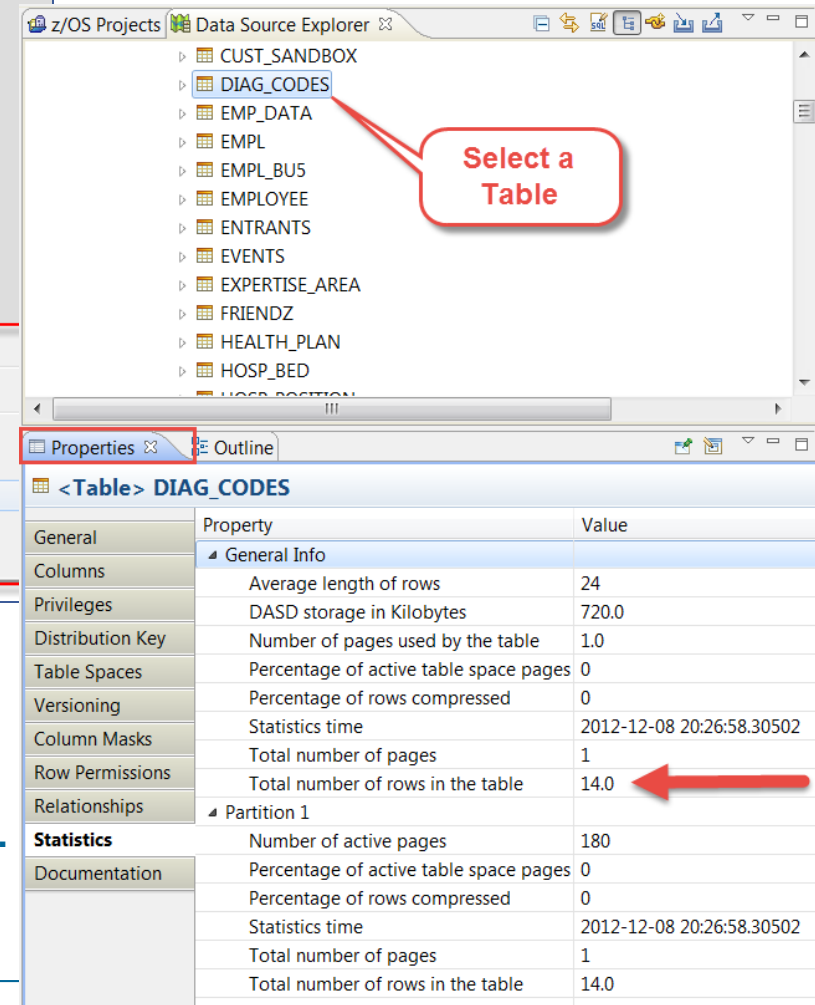 z/OS Projects Data Source Explorer
CUST_SANDBOX
DIAG_CODES
EMP_DATA
EMPL
EMPL_BU5
EMPLOYEE
ENTRANTS
EVENTS
EXPERTISE_AREA
FRIENDZ
HEALTH_PLAN
HOSP_BED
HOSP_POSITION
Select a
Table
Properties Outline
<Table> DIAG_CODES
General
Columns
Privileges
Distribution Key
Table Spaces
Versioning
Column Masks
Row Permissions
Relationships
Statistics
Documentation
Property Value
General Info
Average length of rows 24
DASD storage in Kilobytes 720.0
Number of pages used by the table 1.0
Percentage of active table space pages 0
Percentage of rows compressed 0
Statistics time 2012-12-08 20:26:58.30502
Total number of pages 1
Total number of rows in the table 14.0
Partition 1
Number of active pages 180
Percentage of active table space pages 0
Percentage of rows compressed 0
Statistics time 2012-12-08 20:26:58.30502
Total number of pages 1
Total number of rows in the table 14.0